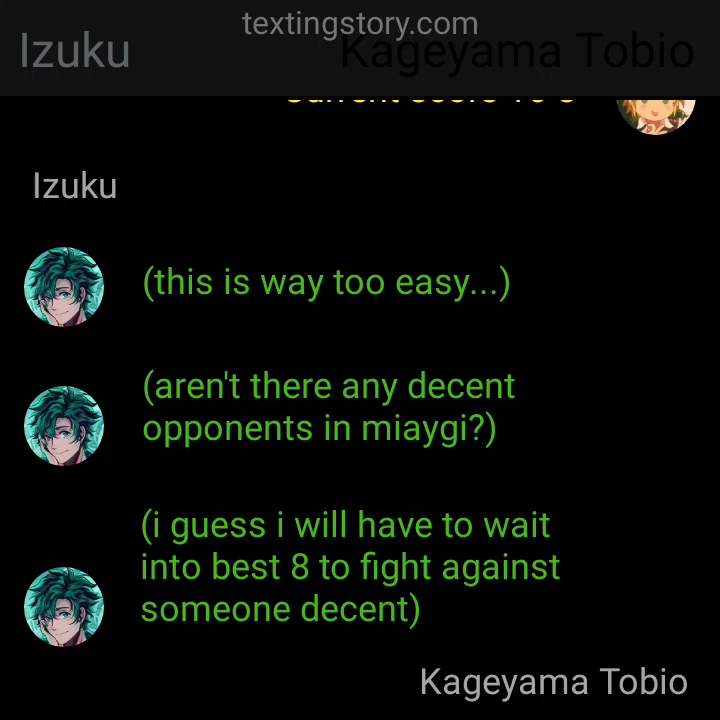 textingstory.com
Izuku
Kageyama Tobio
Izuku
(this is way too easy...)
(aren't there any decent
opponents in miaygi?)
(i guess i will have to wait
into best 8 to fight against
someone decent)
Kageyama Tobio